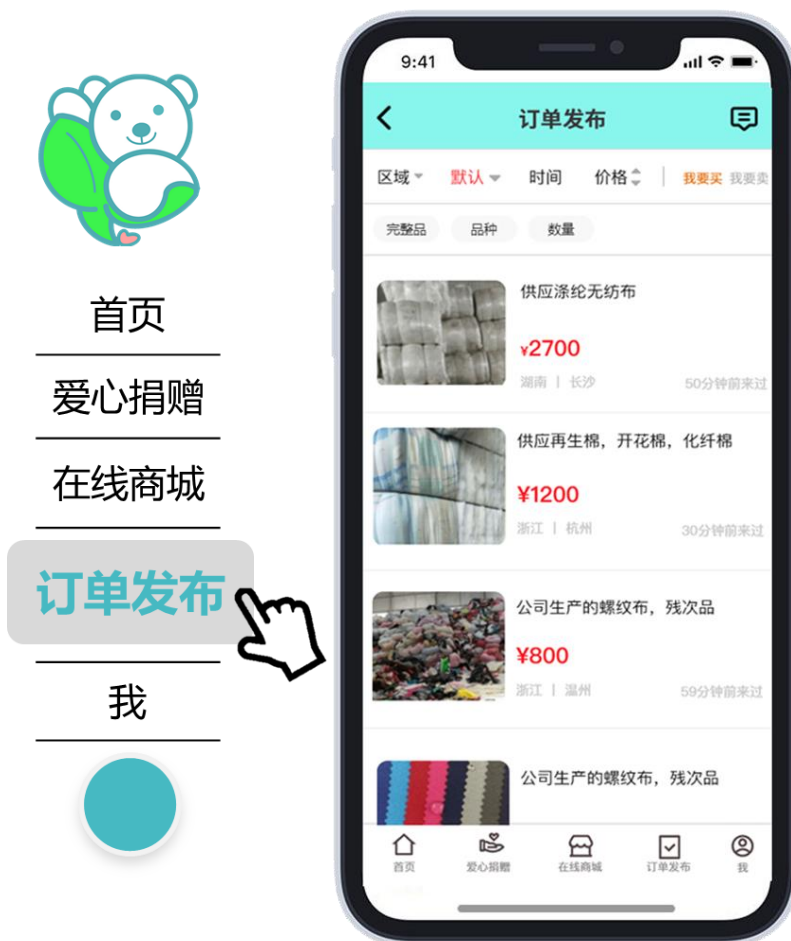 首页
爱心捐赠
在线商城
订单发布
我
9:41
订单发布
区域 默认 时间 价格 我要买 我要卖
完整品 品种 数量
供应涤纶无纺布
¥2700
湖南 | 长沙 50分钟前来过
供应再生棉，开花棉，化纤棉
¥1200
浙江 | 杭州 30分钟前来过
公司生产的螺纹布，残次品
¥800
浙江 | 温州 59分钟前来过
公司生产的螺纹布，残次品
首页 爱心捐赠 在线商城 订单发布 我